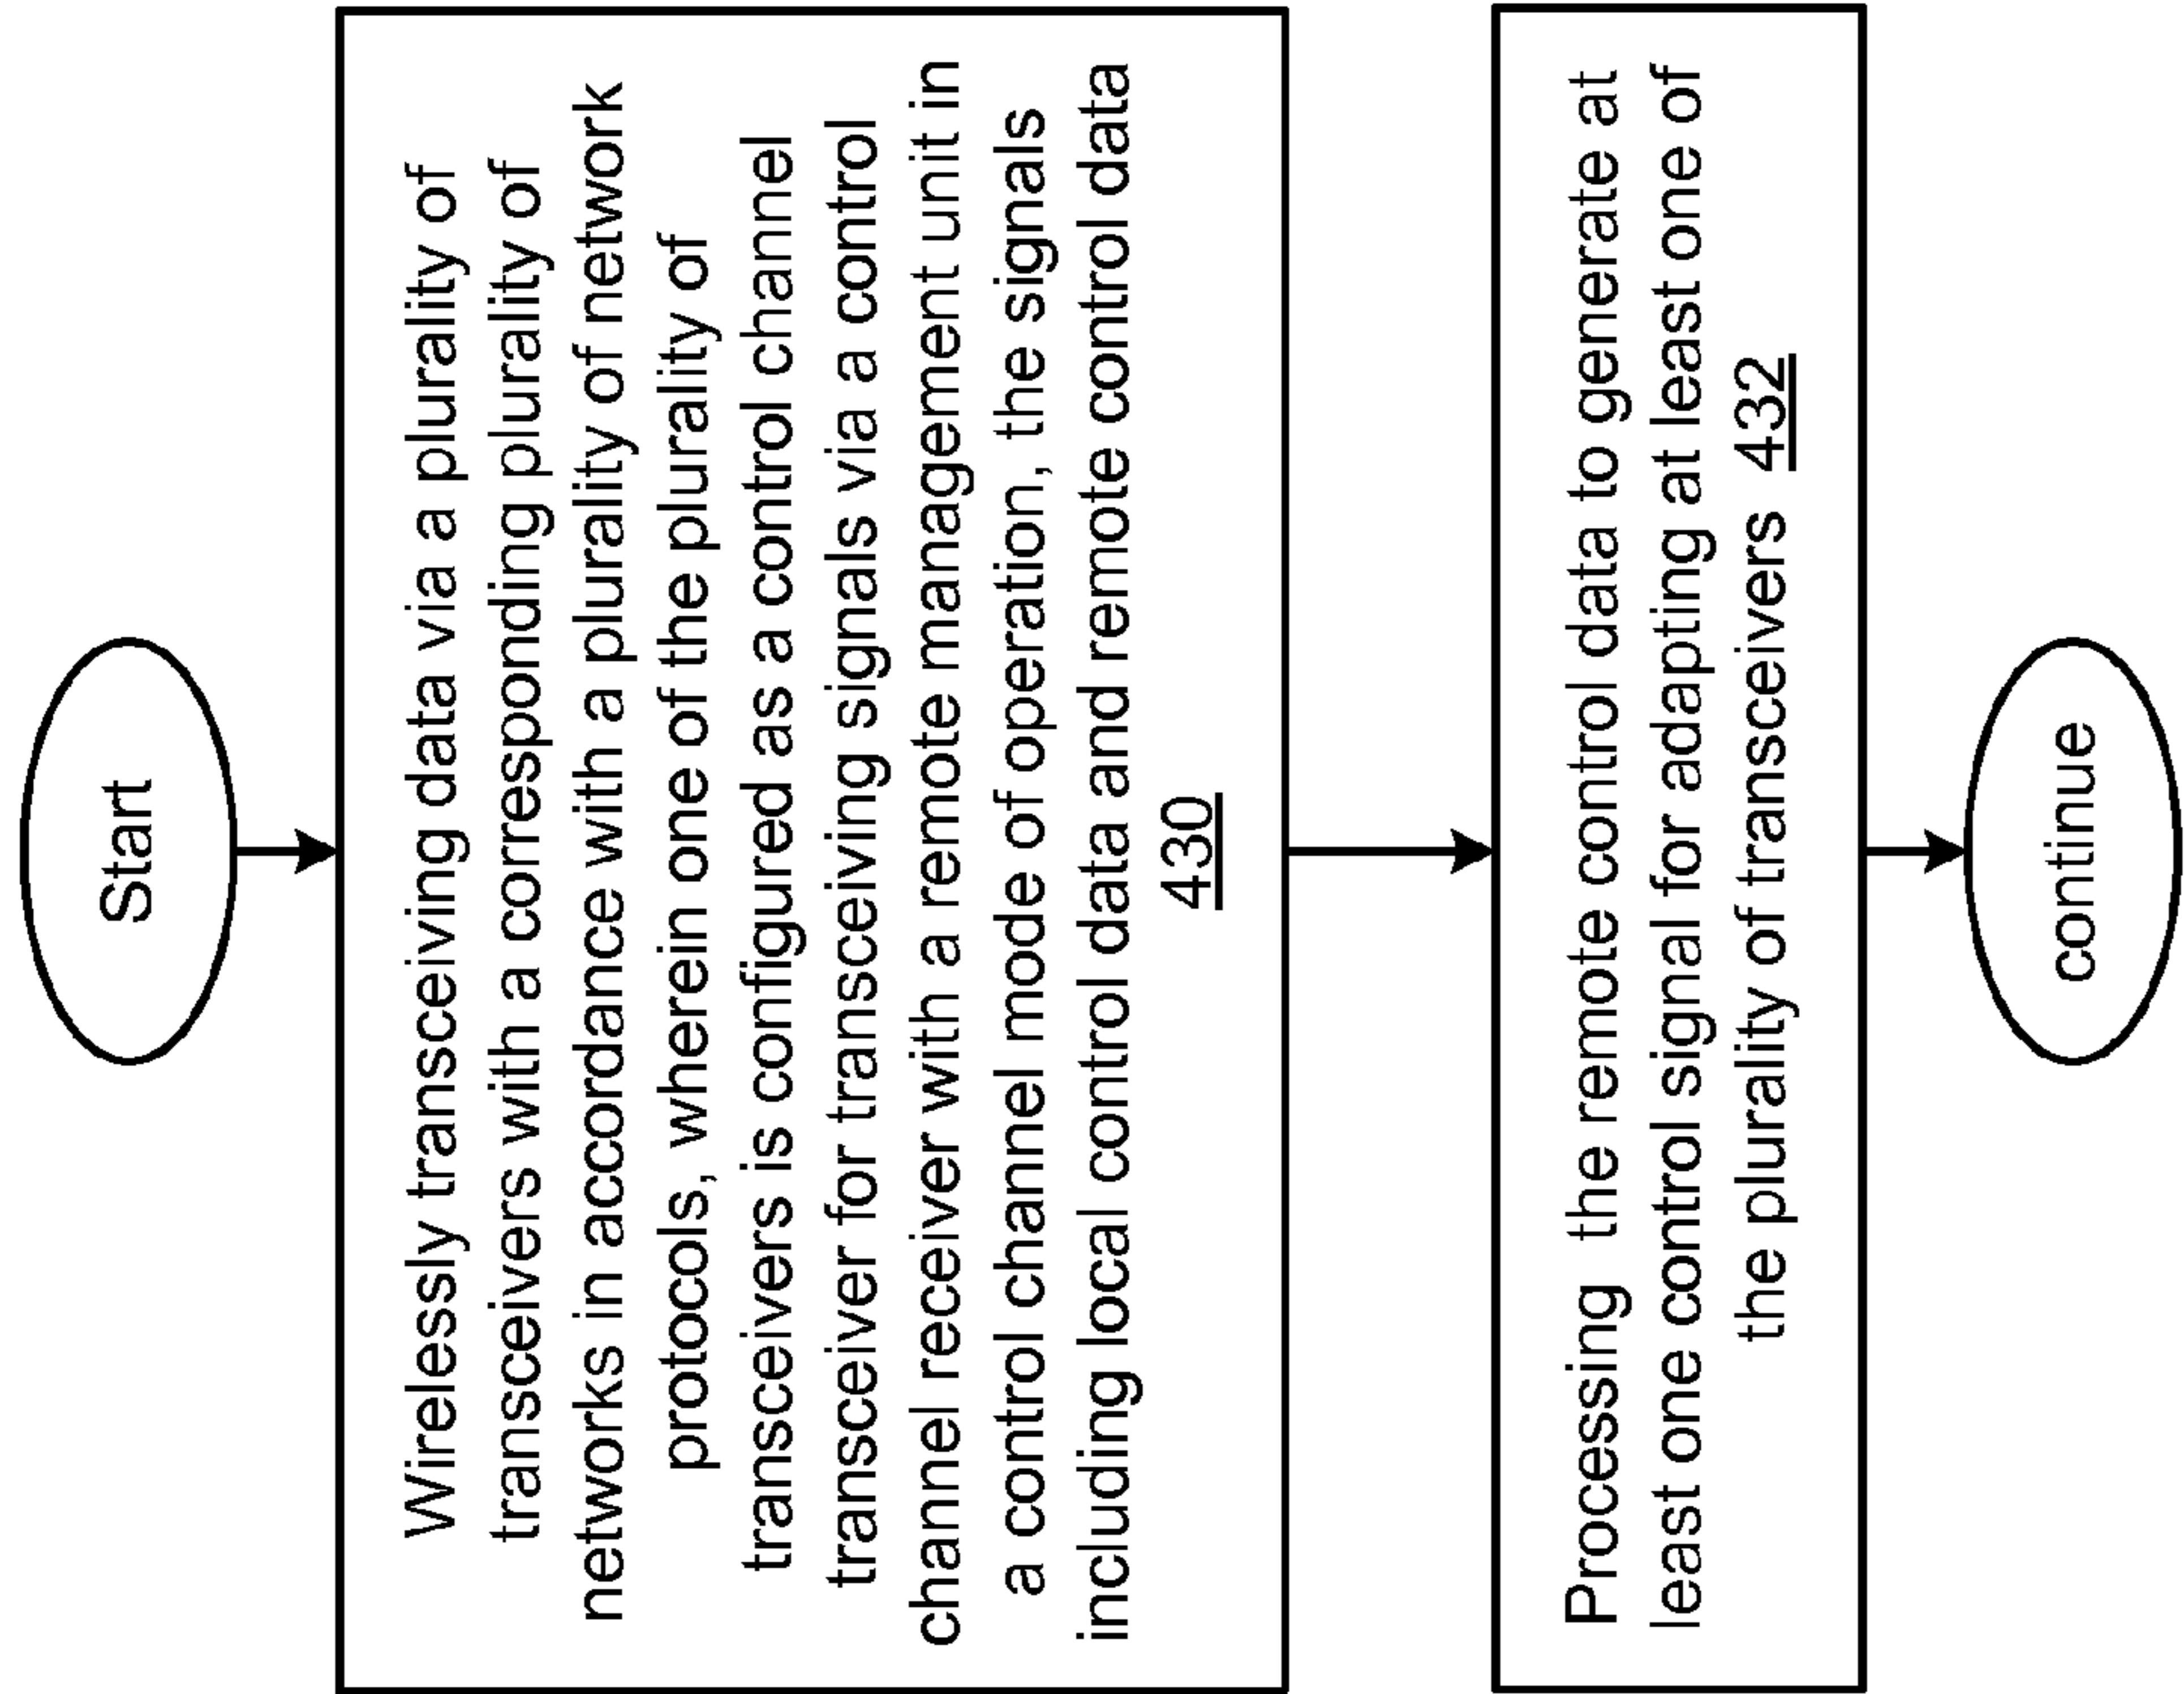 Start
Wirelessly transceiving data via a plurality of
transceivers with a corresponding plurality of
networks in accordance with a plurality of network
protocols, wherein one of the plurality of
transceivers is configured as a control channel
transceiver for transceiving signals via a control
channel receiver with a remote management unit in
a control channel mode of operation, the signals
including local control data and remote control data
430
Processing the remote control data to generate at
least one control signal for adapting at least one of
the plurality of transceivers 432
continue